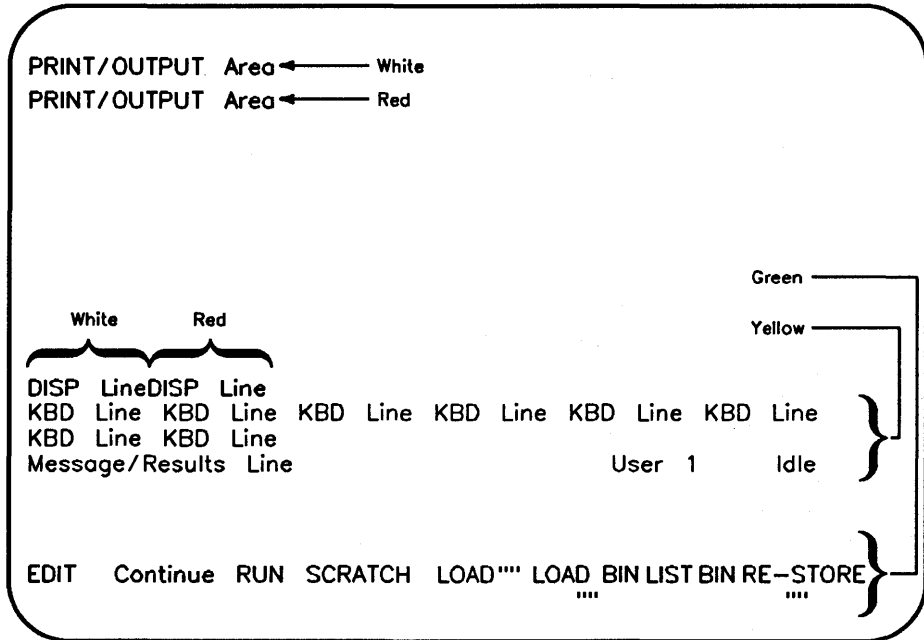 PRINT/OUTPUT Area White
PRINT/OUTPUT Area Red
Green
White Red
Yellow
DISP LineDISP Line
KBD Line KBD Line KBD Line KBD Line KBD Line KBD Line
KBD Line KBD Line
Message/Results Line User 1 Idle
EDIT Continue RUN SCRATCH LOAD"" LOAD BIN LIST BIN RE-STORE
"" ""